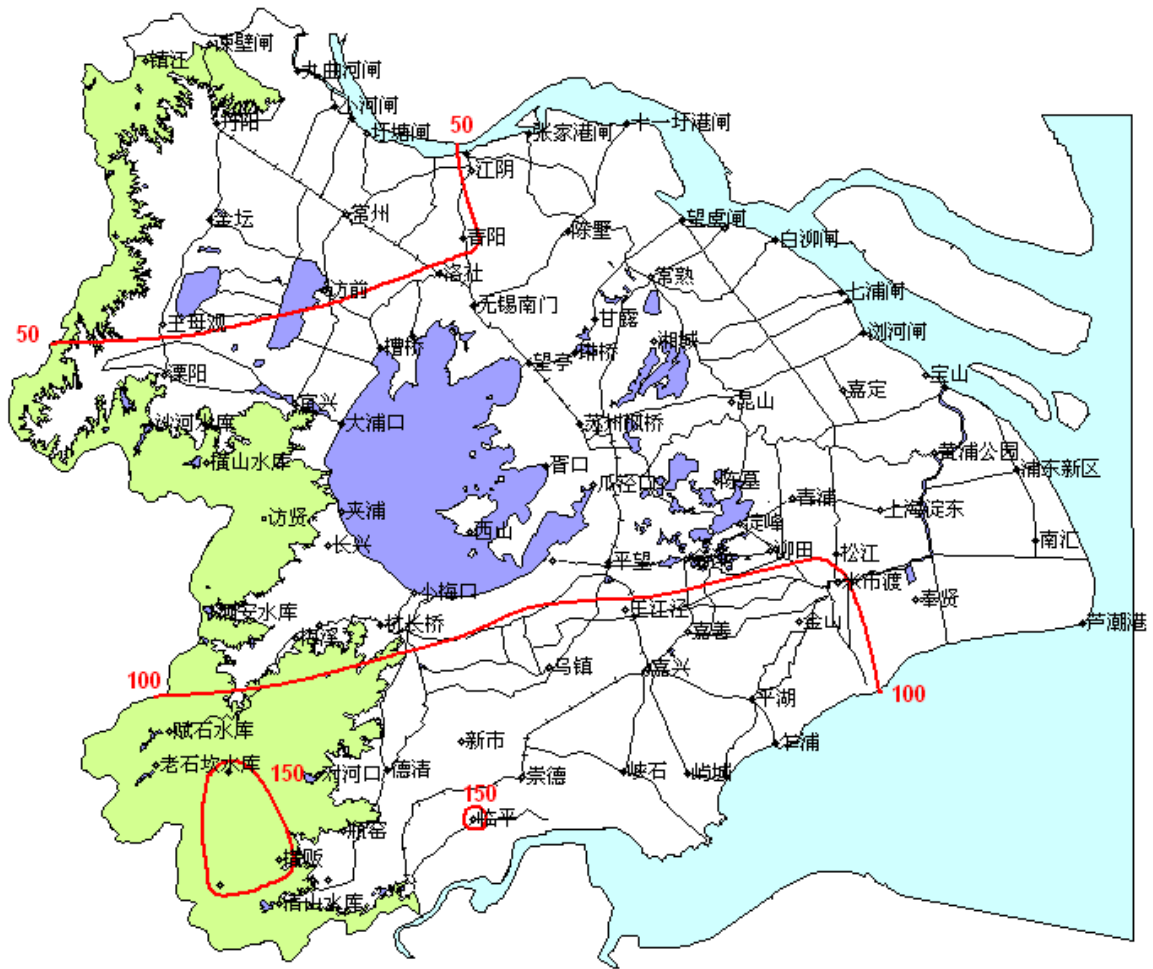 谏壁闸
镇江
九曲河闸
小河闸
丹阳
圩塘闸
50
张家港闸
十一圩港闸
江阴
金坛
常州
青阳
陈墅
望虞闸
白泖闸
洛社
常熟
坊前
七浦闸
无锡南门
甘露
王母观
50
浏河闸
湘城
漕桥
望亭
溧阳
宝山
嘉定
宜兴
昆山
沙河水库
大浦口
苏州枫桥
黄浦公园
横山水库
胥口
浦东新区
瓜泾口
陈墓
青浦
夹浦
上海淀东
访贤
淀峰
西山
南汇
长兴
泖甸
松江
平望
米市渡
小梅口
奉贤
王江泾
金山
芦潮港
杭长桥
嘉善
梅溪
乌镇
嘉兴
100
100
平湖
赋石水库
新市
乍浦
老石坎水库
150
对河口
德清
崇德
硖石
150
临平
瓶窑
横畈
青山水库